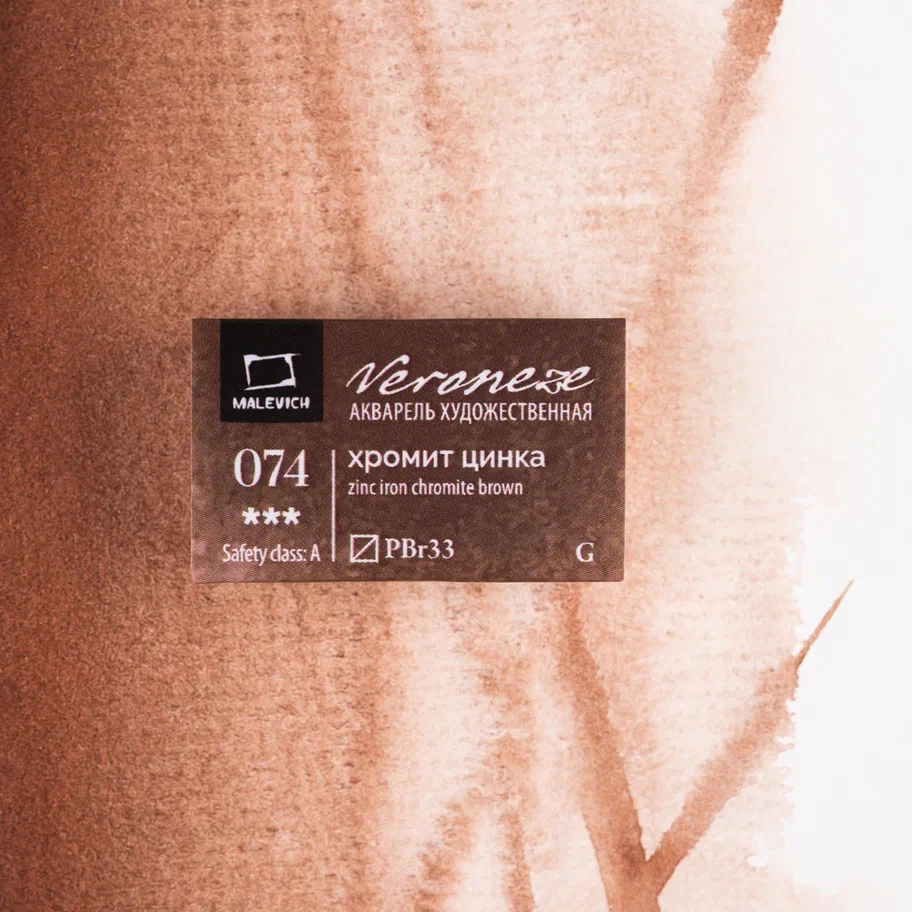 MALEVICH
Veroneze
АКВАРЕЛЬ ХУДОЖЕСТВЕННАЯ
074
***
Safety class: A
хромит цинка
zinc iron chromite brown
PBr33
G